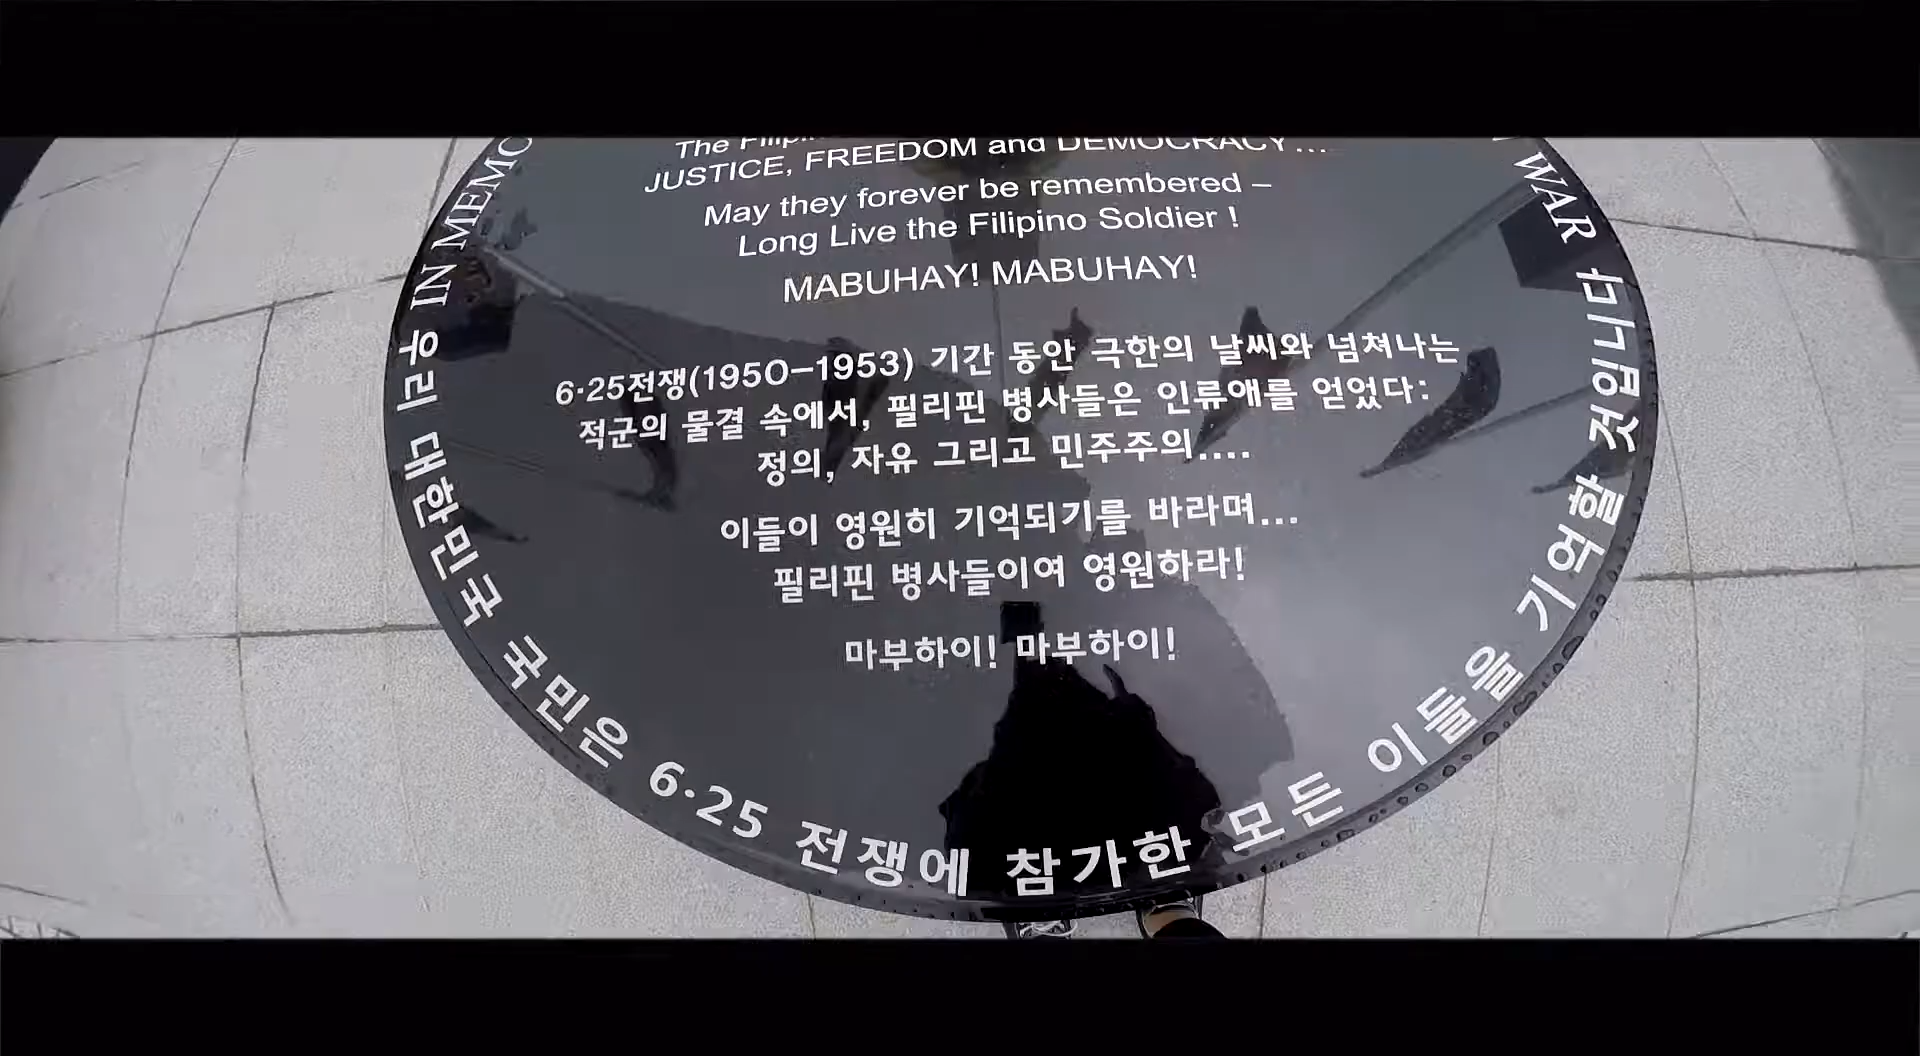 The
JUSTICE, FREEDOM and DEMOCRACY...
May they forever be remembered –
Long Live the Filipino Soldier !
MABUHAY! MABUHAY!
6·25전쟁(1950–1953) 기간 동안 극한의 날씨와 넘쳐나는
적군의 물결 속에서, 필리핀 병사들은 인류애를 얻었다:
정의, 자유 그리고 민주주의....
이들이 영원히 기억되기를 바라며...
필리핀 병사들이여 영원하라!
마부하이! 마부하이!
IN
WAR
우리 대한민국 국민은 6·25 전쟁에 참가한 모든 이들을 기억할 것입니다